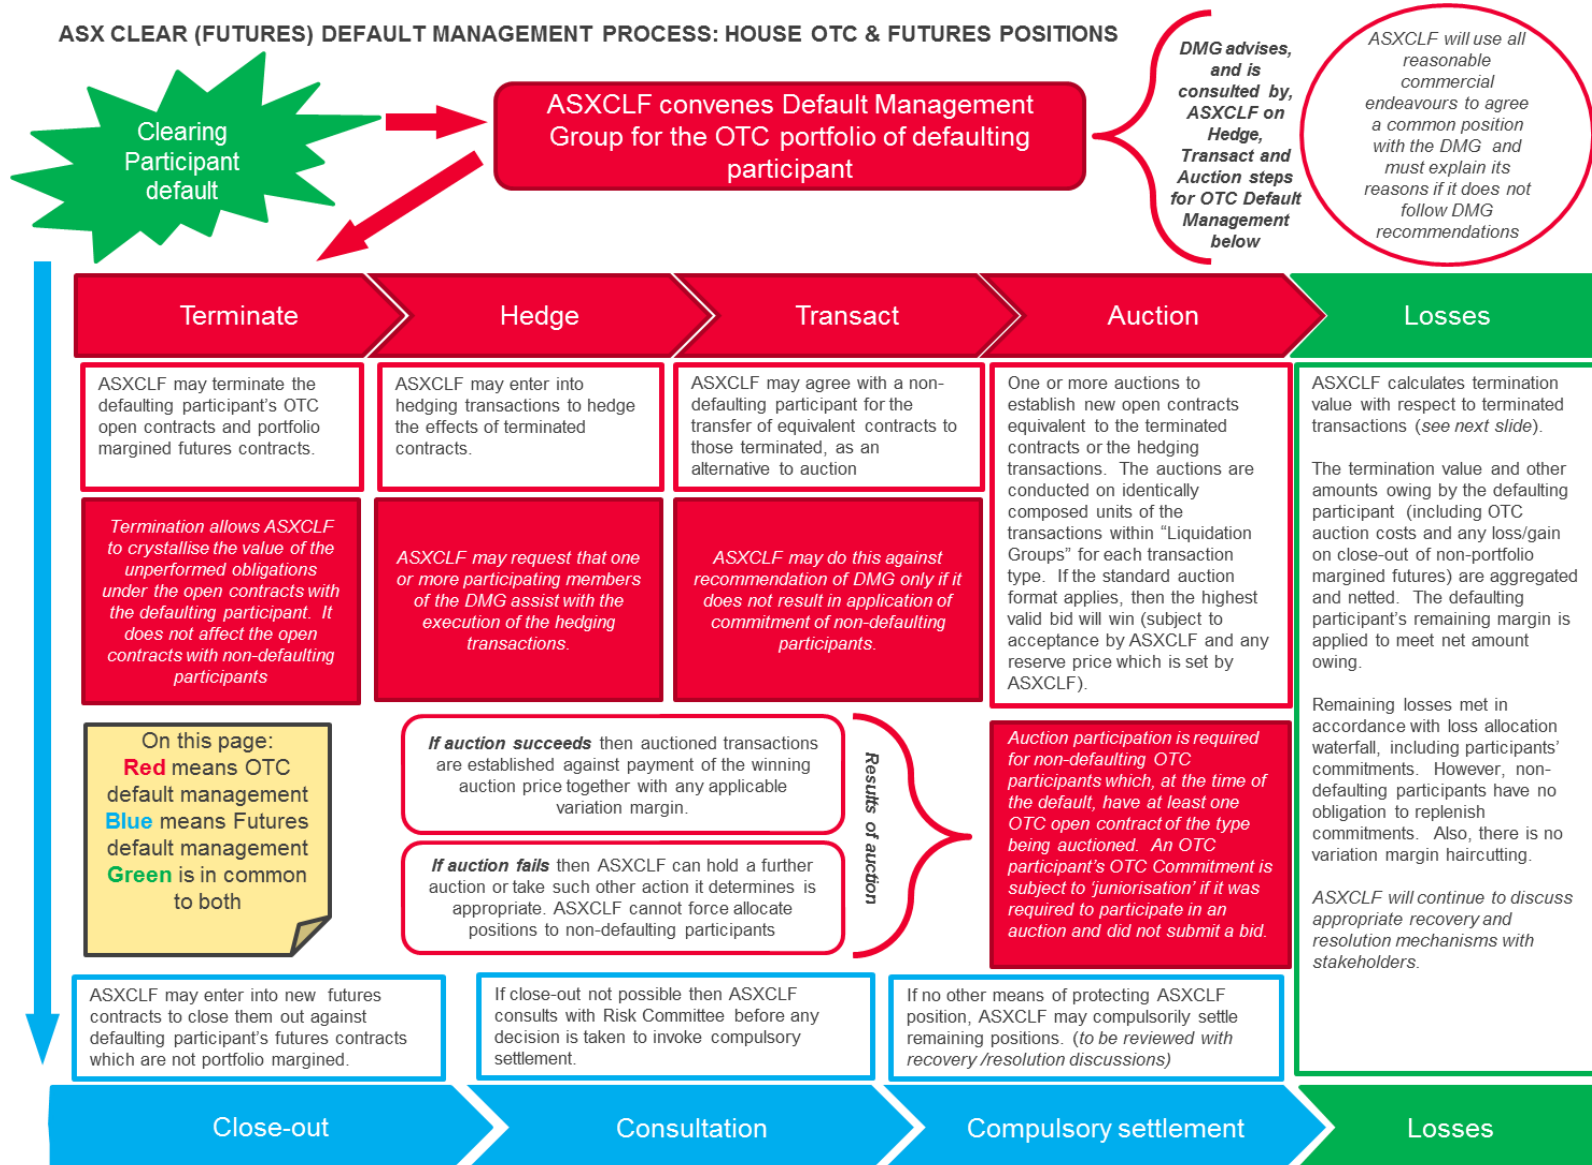 ASX CLEAR (FUTURES) DEFAULT MANAGEMENT PROCESS: HOUSE OTC & FUTURES POSITIONS
Clearing
Participant
default
ASXCLF convenes Default Management
Group for the OTC portfolio of defaulting
participant
DMG advises,
and is
consulted by,
ASXCLF on
Hedge,
Transact and
Auction steps
for OTC Default
Management
below
ASXCLF will use all
reasonable
commercial
endeavours to agree
a common position
with the DMG and
must explain its
reasons if it does not
follow DMG
recommendations
Terminate
Hedge
Transact
Auction
Losses
ASXCLF may terminate the
defaulting participant's OTC
open contracts and portfolio
margined futures contracts.
ASXCLF may enter into
hedging transactions to hedge
the effects of terminated
contracts.
ASXCLF may agree with a non-
defaulting participant for the
transfer of equivalent contracts to
those terminated, as an
alternative to auction
One or more auctions to
establish new open contracts
equivalent to the terminated
contracts or the hedging
transactions. The auctions are
conducted on identically
composed units of the
transactions within “Liquidation
Groups” for each transaction
type. If the standard auction
format applies, then the highest
valid bid will win (subject to
acceptance by ASXCLF and any
reserve price which is set by
ASXCLF).
ASXCLF calculates termination
value with respect to terminated
transactions (see next slide).
The termination value and other
amounts owing by the defaulting
participant (including OTC
auction costs and any loss/gain
on close-out of non-portfolio
margined futures) are aggregated
and netted. The defaulting
participant's remaining margin is
applied to meet net amount
owing.
Remaining losses met in
accordance with loss allocation
waterfall, including participants'
commitments. However, non-
defaulting participants have no
obligation to replenish
commitments. Also, there is no
variation margin haircutting.
ASXCLF will continue to discuss
appropriate recovery and
resolution mechanisms with
stakeholders.
Termination allows ASXCLF
to crystallise the value of the
unperformed obligations
under the open contracts with
the defaulting participant. It
does not affect the open
contracts with non-defaulting
participants
ASXCLF may request that one
or more participating members
of the DMG assist with the
execution of the hedging
transactions.
ASXCLF may do this against
recommendation of DMG only if it
does not result in application of
commitment of non-defaulting
participants.
On this page:
Red means OTC
default management
Blue means Futures
default management
Green is in common
to both
If auction succeeds then auctioned transactions
are established against payment of the winning
auction price together with any applicable
variation margin.
If auction fails then ASXCLF can hold a further
auction or take such other action it determines is
appropriate. ASXCLF cannot force allocate
positions to non-defaulting participants
Results of auction
Auction participation is required
for non-defaulting OTC
participants which, at the time of
the default, have at least one
OTC open contract of the type
being auctioned. An OTC
participant's OTC Commitment is
subject to 'juniorisation' if it was
required to participate in an
auction and did not submit a bid.
ASXCLF may enter into new futures
contracts to close them out against
defaulting participant's futures contracts
which are not portfolio margined.
If close-out not possible then ASXCLF
consults with Risk Committee before any
decision is taken to invoke compulsory
settlement.
If no other means of protecting ASXCLF
position, ASXCLF may compulsorily settle
remaining positions. (to be reviewed with
recovery /resolution discussions)
Close-out
Consultation
Compulsory settlement
Losses